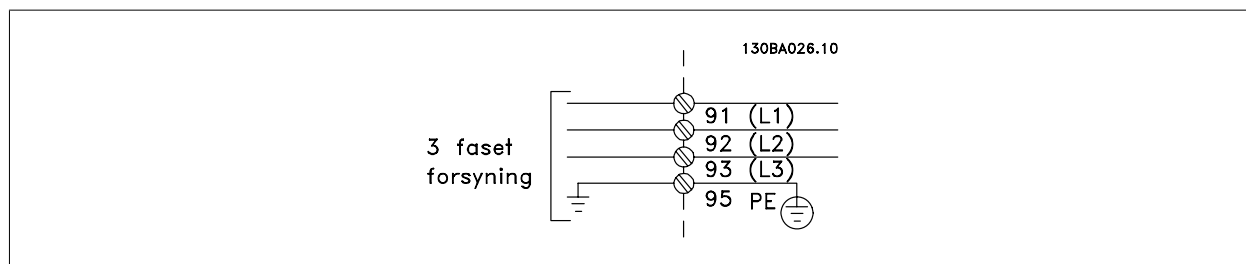 130BA026.10
3 faset
forsyning
91 (L1)
92 (L2)
93 (L3)
95 PE